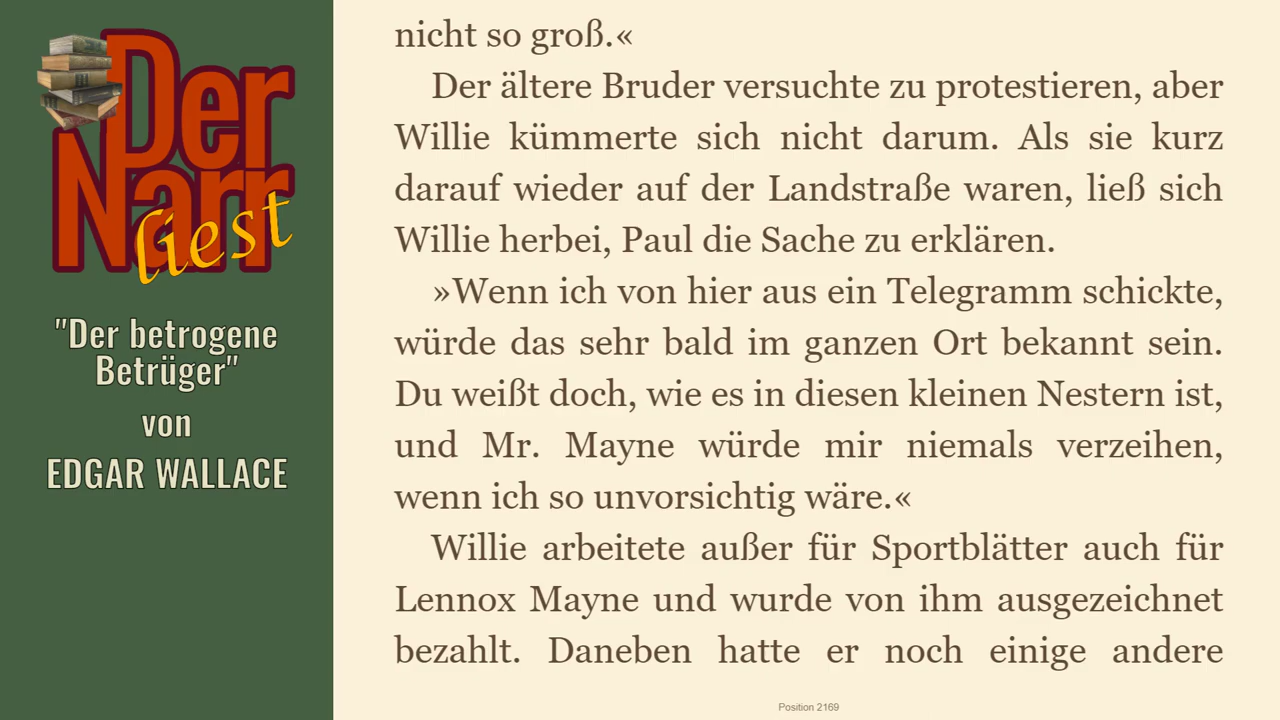 Der
Narr
liest
"Der betrogene
Betrüger"
von
EDGAR WALLACE
nicht so groß.«
Der ältere Bruder versuchte zu protestieren, aber
Willie kümmerte sich nicht darum. Als sie kurz
darauf wieder auf der Landstraße waren, ließ sich
Willie herbei, Paul die Sache zu erklären.
»Wenn ich von hier aus ein Telegramm schickte,
würde das sehr bald im ganzen Ort bekannt sein.
Du weißt doch, wie es in diesen kleinen Nestern ist,
und Mr. Mayne würde mir niemals verzeihen,
wenn ich so unvorsichtig wäre.«
Willie arbeitete außer für Sportblätter auch für
Lennox Mayne und wurde von ihm ausgezeichnet
bezahlt. Daneben hatte er noch einige andere
Position 2169